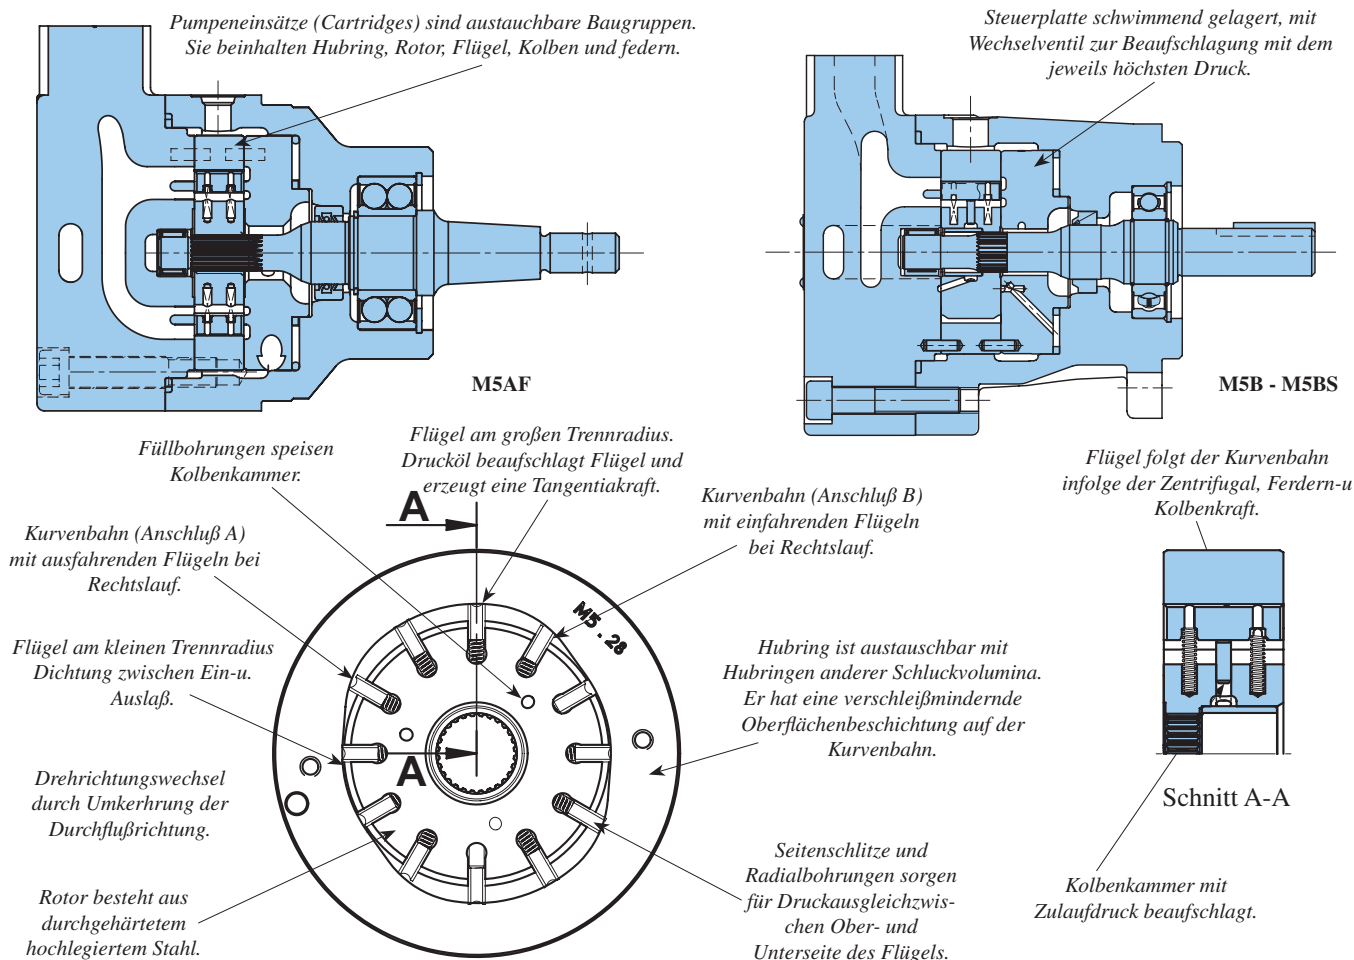 Pumpeneinsätze (Cartridges) sind austauchbare Baugruppen.
Sie beinhalten Hubring, Rotor, Flügel, Kolben und federn.
Steuerplatte schwimmend gelagert, mit
Wechselventil zur Beaufschlagung mit dem
jeweils höchsten Druck.
M5AF
M5B - M5BS
Füllbohrungen speisen
Kolbenkammer.
Flügel am großen Trennradius.
Drucköl beaufschlagt Flügel und
erzeugt eine Tangentiakraft.
Kurvenbahn (Anschluß B)
mit einfahrenden Flügeln
bei Rechtslauf.
Flügel folgt der Kurvenbahn
infolge der Zentrifugal, Ferdern-u
Kolbenkraft.
Kurvenbahn (Anschluß A)
mit ausfahrenden Flügeln bei
Rechtslauf.
A
M5 . 28
Flügel am kleinen Trennradius
Dichtung zwischen Ein-u.
Auslaß.
Hubring ist austauschbar mit
Hubringen anderer Schluckvolumina.
Er hat eine verschleißmindernde
Oberflächenbeschichtung auf der
Kurvenbahn.
A
Drehrichtungswechsel
durch Umkerhrung der
Durchflußrichtung.
Schnitt A-A
Rotor besteht aus
durchgehärtetem
hochlegiertem Stahl.
Seitenschlitze und
Radialbohrungen sorgen
für Druckausgleichzwis-
chen Ober- und
Unterseite des Flügels.
Kolbenkammer mit
Zulaufdruck beaufschlagt.